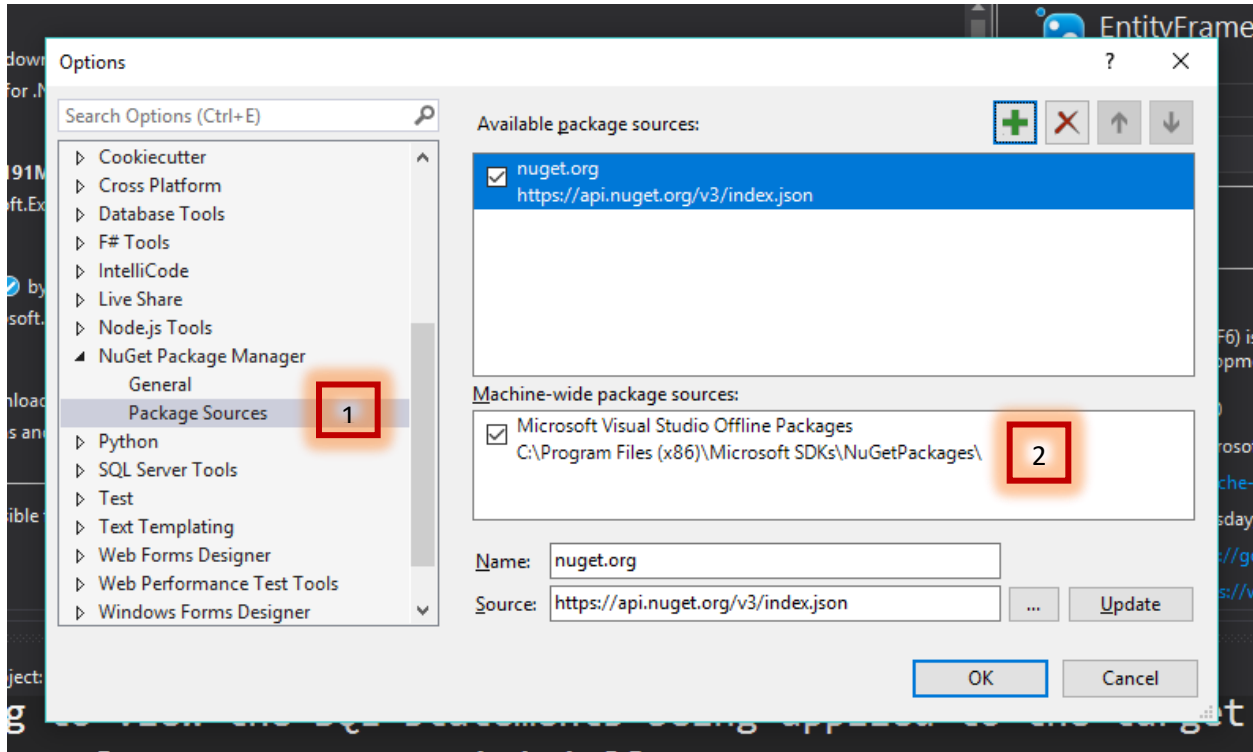 EntityFrame
Options
?
Search Options (Ctrl+E)
Cookiecutter
Cross Platform
Database Tools
F# Tools
IntelliCode
Live Share
Node.js Tools
NuGet Package Manager
General
Package Sources
1
Python
SQL Server Tools
Test
Text Templating
Web Forms Designer
Web Performance Test Tools
Windows Forms Designer
Available package sources:
nuget.org
https://api.nuget.org/v3/index.json
Machine-wide package sources:
Microsoft Visual Studio Offline Packages
C:\Program Files (x86)\Microsoft SDKs\NuGetPackages\
2
Name: nuget.org
Source: https://api.nuget.org/v3/index.json ... Update
OK Cancel